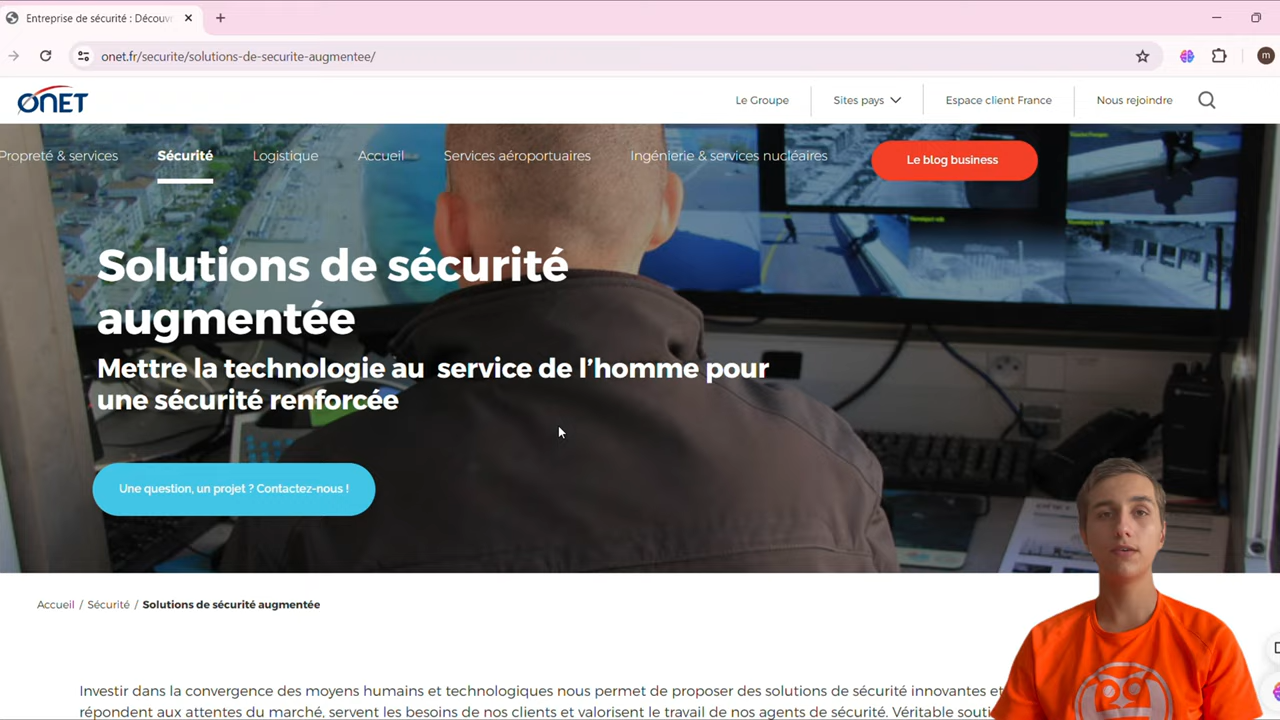 Entreprise de sécurité : Découv
onet.fr/securite/solutions-de-securite-augmentee/
m
ONET
Le Groupe
Sites pays
Espace client France
Nous rejoindre
Propreté & services
Sécurité
Logistique
Accueil
Services aéroportuaires
Ingénierie & services nucléaires
Le blog business
Solutions de sécurité
augmentée
Mettre la technologie au service de l'homme pour
une sécurité renforcée
Une question, un projet ? Contactez-nous !
Accueil / Sécurité / Solutions de sécurité augmentée
Investir dans la convergence des moyens humains et technologiques nous permet de proposer des solutions de sécurité innovantes et
répondent aux attentes du marché, servent les besoins de nos clients et valorisent le travail de nos agents de sécurité. Véritable souti